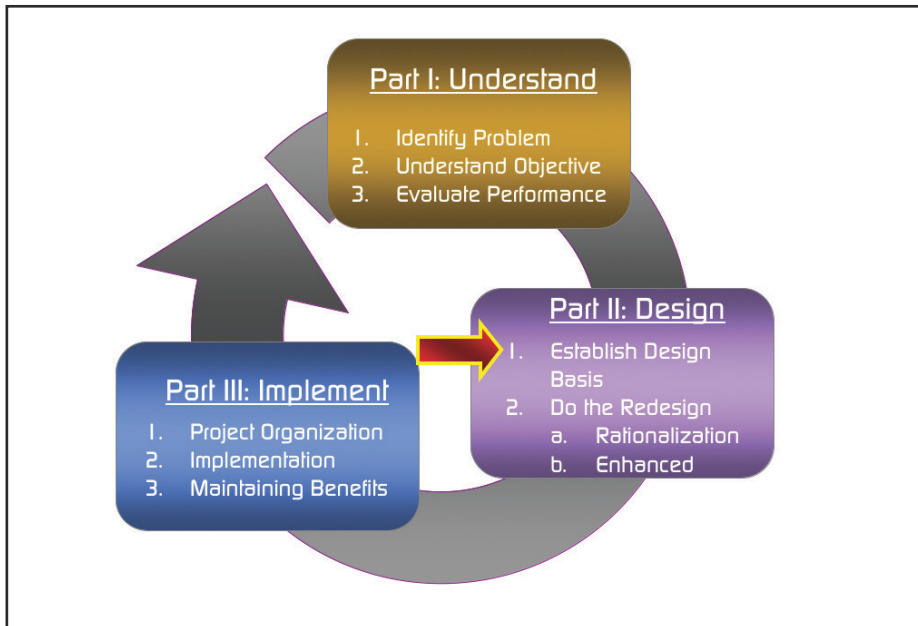 Part I: Understand
1. Identify Problem
2. Understand Objective
3. Evaluate Performance
Part II: Design
1. Establish Design
Basis
2. Do the Redesign
a. Rationalization
b. Enhanced
Part III: Implement
1. Project Organization
2. Implementation
3. Maintaining Benefits